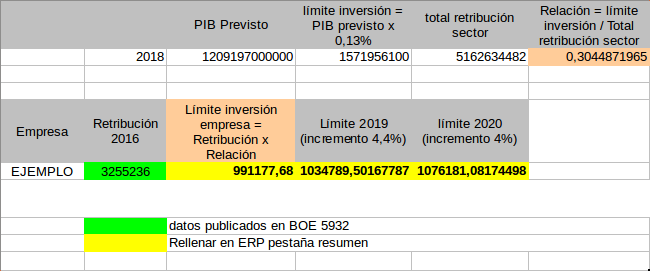 PIB Previsto
límite inversión =
PIB previsto x
0,13%
total retribución
sector
Relación = límite
inversión / Total
retribución sector
2018 1209197000000 1571956100 5162634482 0,3044871965
Empresa
Retribución
2016
Límite inversión
empresa =
Retribución x
Relación
Límite 2019
(incremento 4,4%)
límite 2020
(incremento 4%)
EJEMPLO 3255236 991177,68 1034789,50167787 1076181,08174498
datos publicados en BOE 5932
Rellenar en ERP pestaña resumen